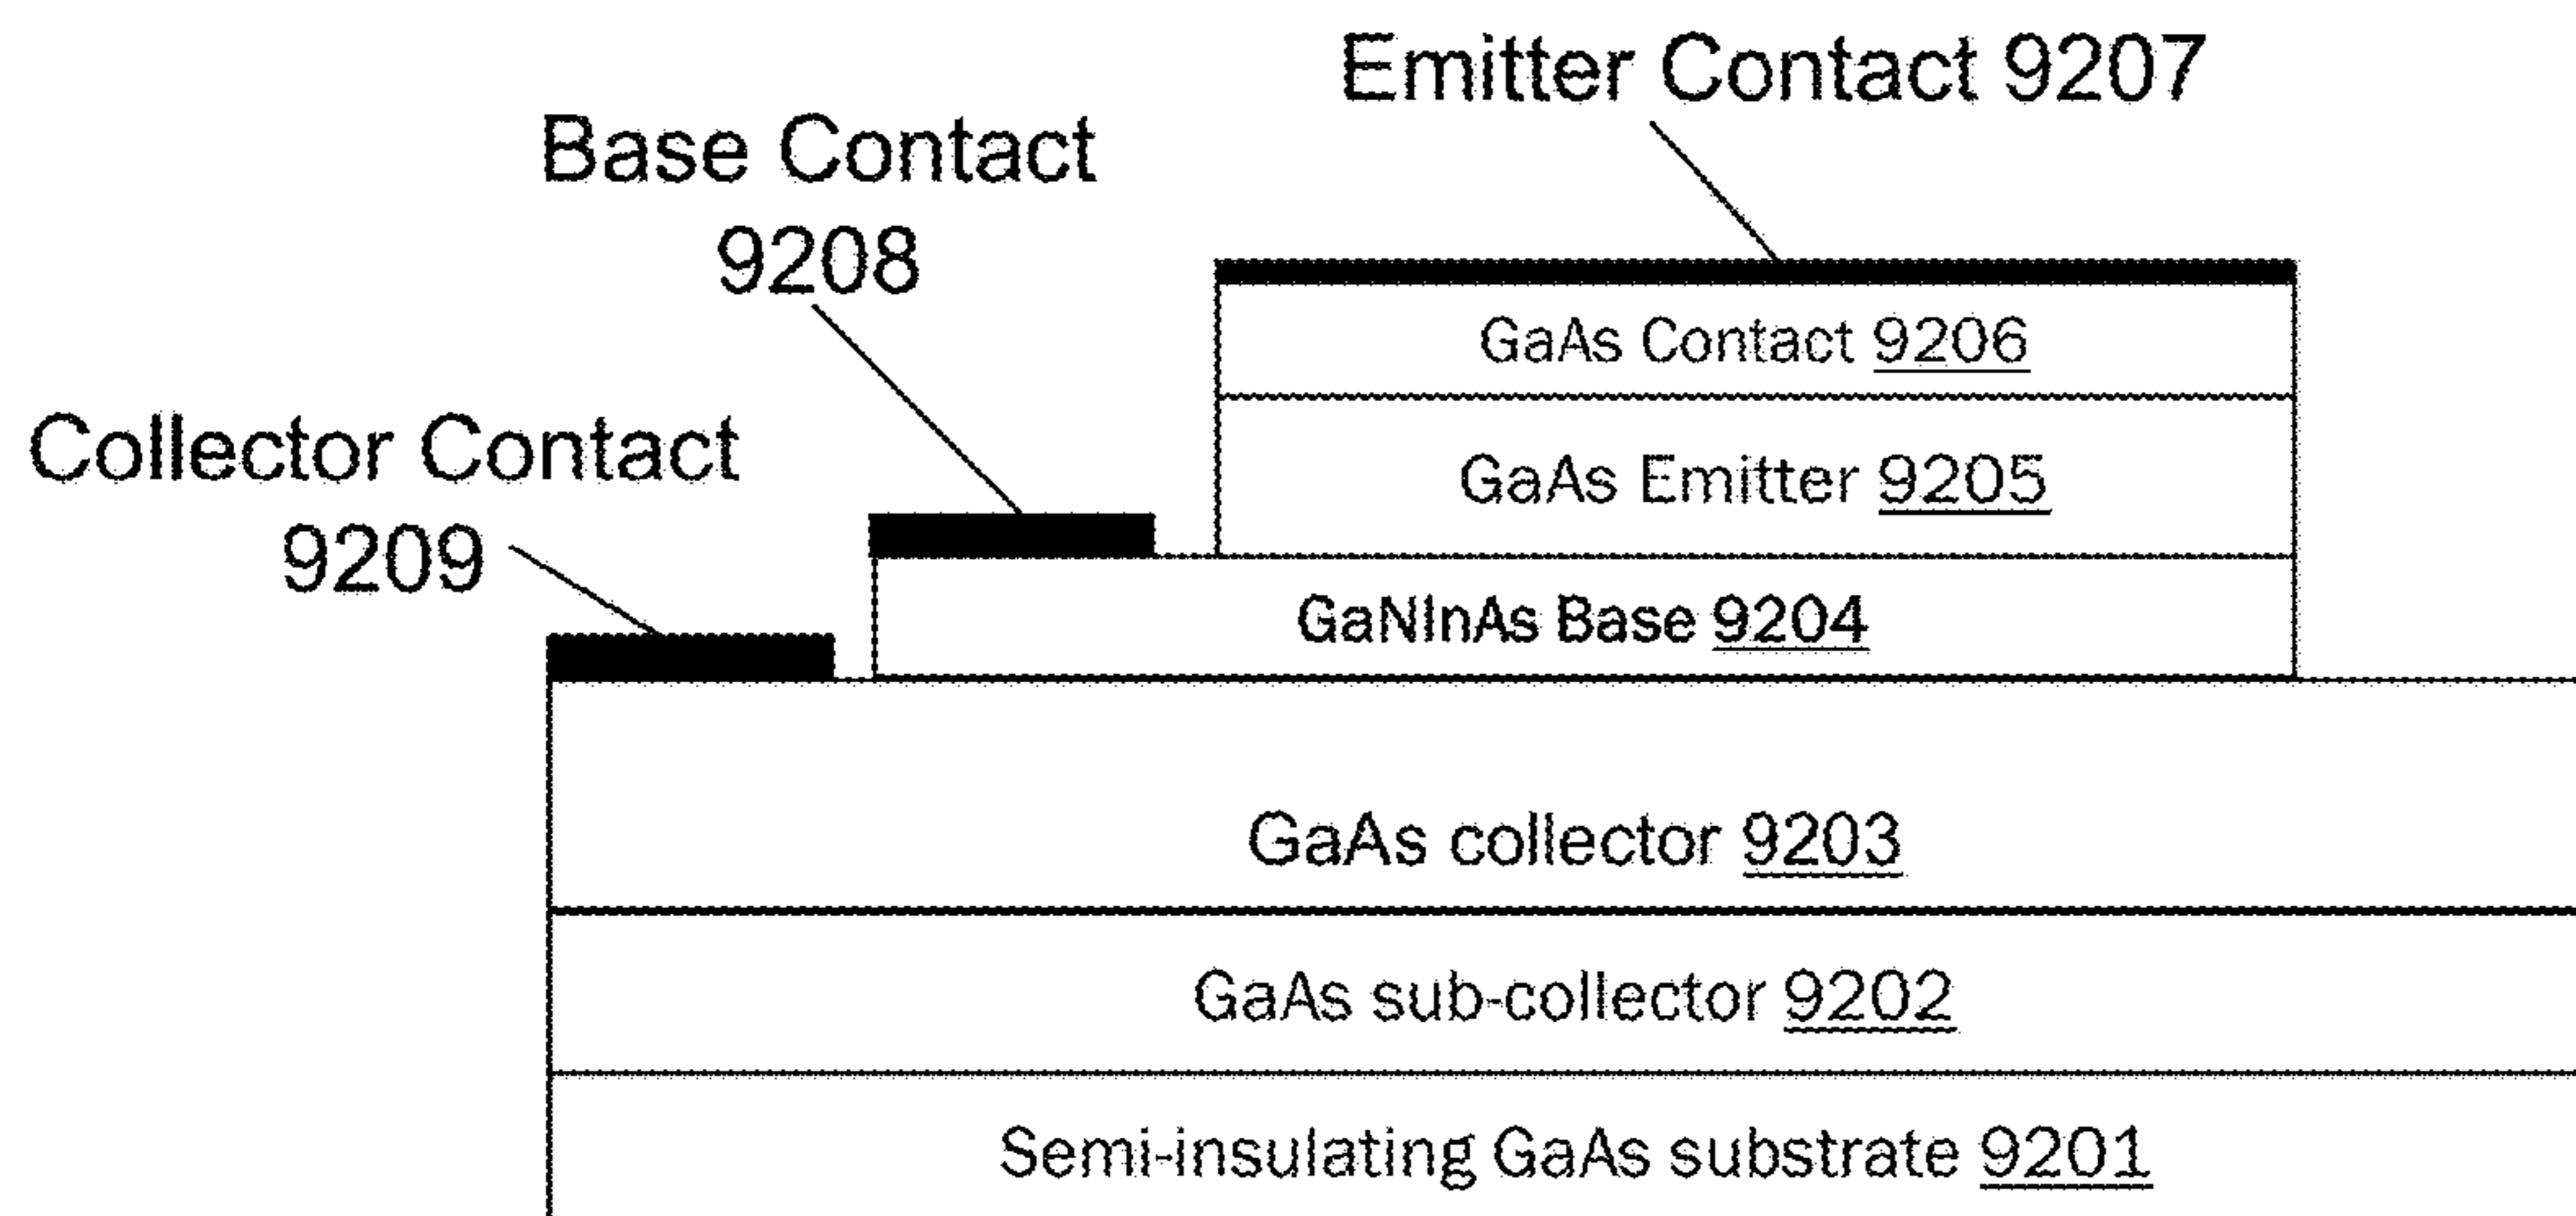 Emitter Contact 9207
Base Contact
9208
GaAs Contact 9206
Collector Contact
9209
GaAs Emitter 9205
GaNInAs Base 9204
GaAs collector 9203
GaAs sub-collector 9202
Semi-insulating GaAs substrate 9201